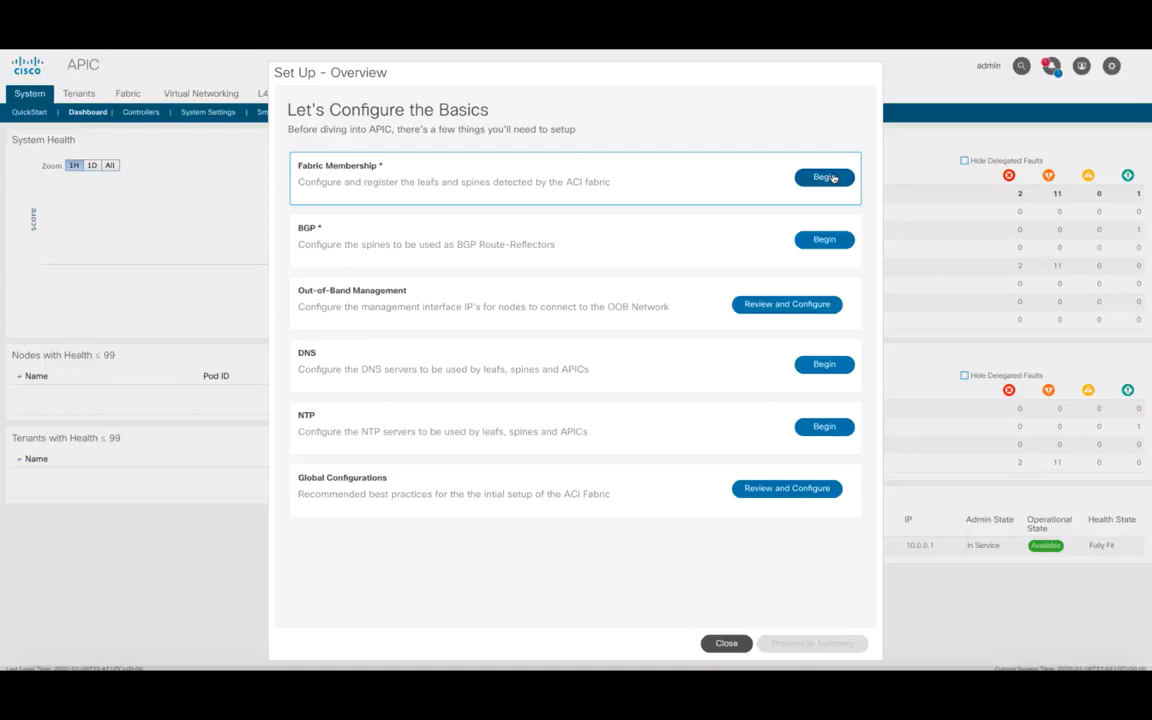 CISCO
APIC
admin
System Tenants Fabric Virtual Networking L4
QuickStart | Dashboard | Controllers | System Settings | Sm
System Health
Zoom 1H 1D All
score
Nodes with Health ≤ 99
Name Pod ID
Tenants with Health ≤ 99
Name
Set Up - Overview
Let's Configure the Basics
Before diving into APIC, there's a few things you'll need to setup
Fabric Membership *
Configure and register the leafs and spines detected by the ACI fabric
Begin
BGP *
Configure the spines to be used as BGP Route-Reflectors
Begin
Out-of-Band Management
Configure the management interface IP's for nodes to connect to the OOB Network
Review and Configure
DNS
Configure the DNS servers to be used by leafs, spines and APICs
Begin
NTP
Configure the NTP servers to be used by leafs, spines and APICs
Begin
Global Configurations
Recommended best practices for the the intial setup of the ACI Fabric
Review and Configure
Close Proceed to Summary
Hide Delegated Faults
2 11 0 1
0 0 0 0
0 0 0 1
0 0 0 0
2 11 0 0
0 0 0 0
0 0 0 0
0 0 0 0
Hide Delegated Faults
0 0 0 0
0 0 0 1
0 0 0 0
2 11 0 0
IP Admin State Operational State Health State
10.0.0.1 In Service Available Fully Fit